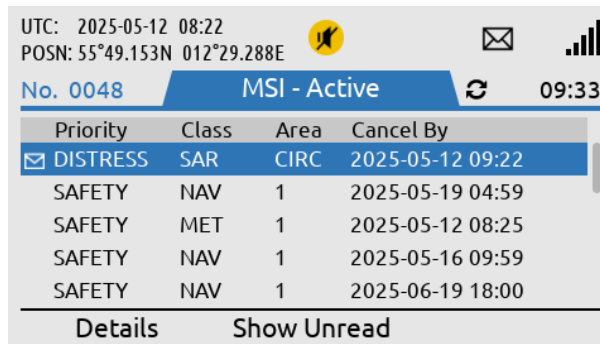 UTC: 2025-05-12 08:22
POSN: 55°49.153N 012°29.288E
No. 0048 MSI - Active 09:33
Priority Class Area Cancel By
DISTRESS SAR CIRC 2025-05-12 09:22
SAFETY NAV 1 2025-05-19 04:59
SAFETY MET 1 2025-05-12 08:25
SAFETY NAV 1 2025-05-16 09:59
SAFETY NAV 1 2025-06-19 18:00
Details Show Unread